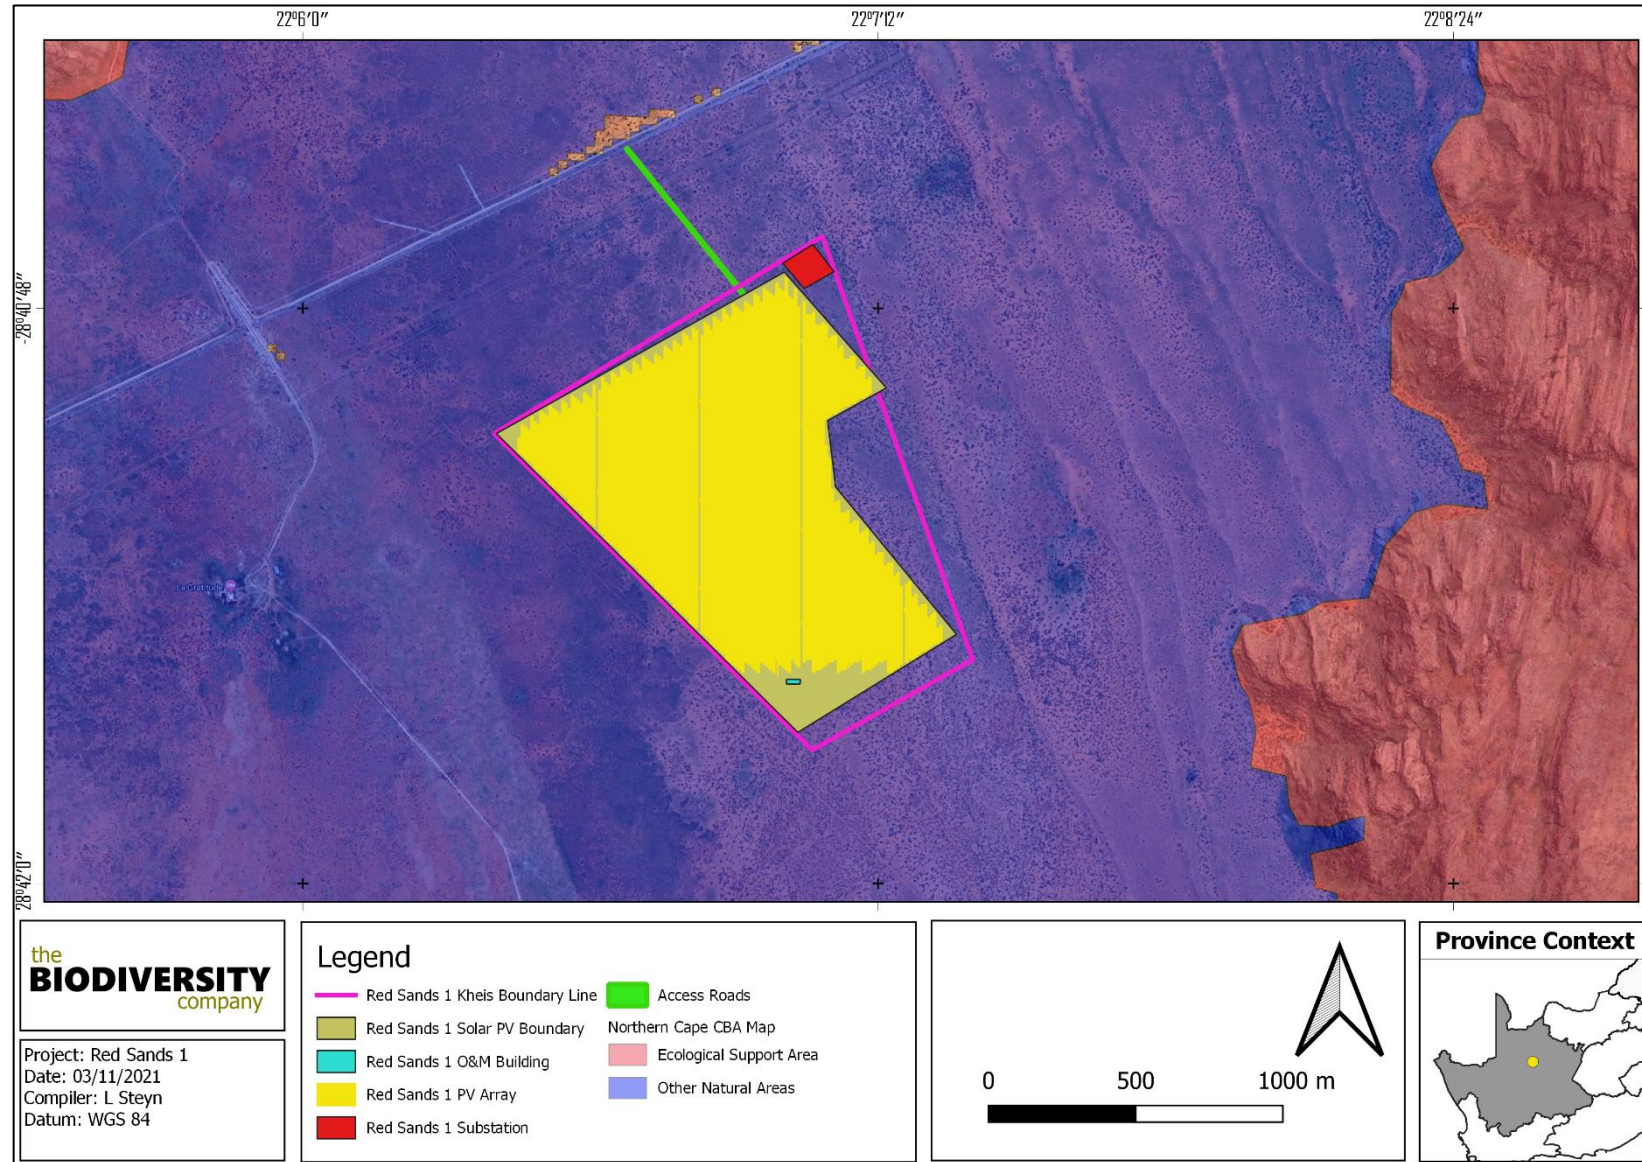 22°6'0"
22°7'12"
22°8'24"
-28°40'48"
28°42'0"
La Gratitude
the
BIODIVERSITY
company
Project: Red Sands 1
Date: 03/11/2021
Compiler: L Steyn
Datum: WGS 84
Legend
Red Sands 1 Kheis Boundary Line
Red Sands 1 Solar PV Boundary
Red Sands 1 O&M Building
Red Sands 1 PV Array
Red Sands 1 Substation
Access Roads
Northern Cape CBA Map
Ecological Support Area
Other Natural Areas
0 500 1000 m
Province Context